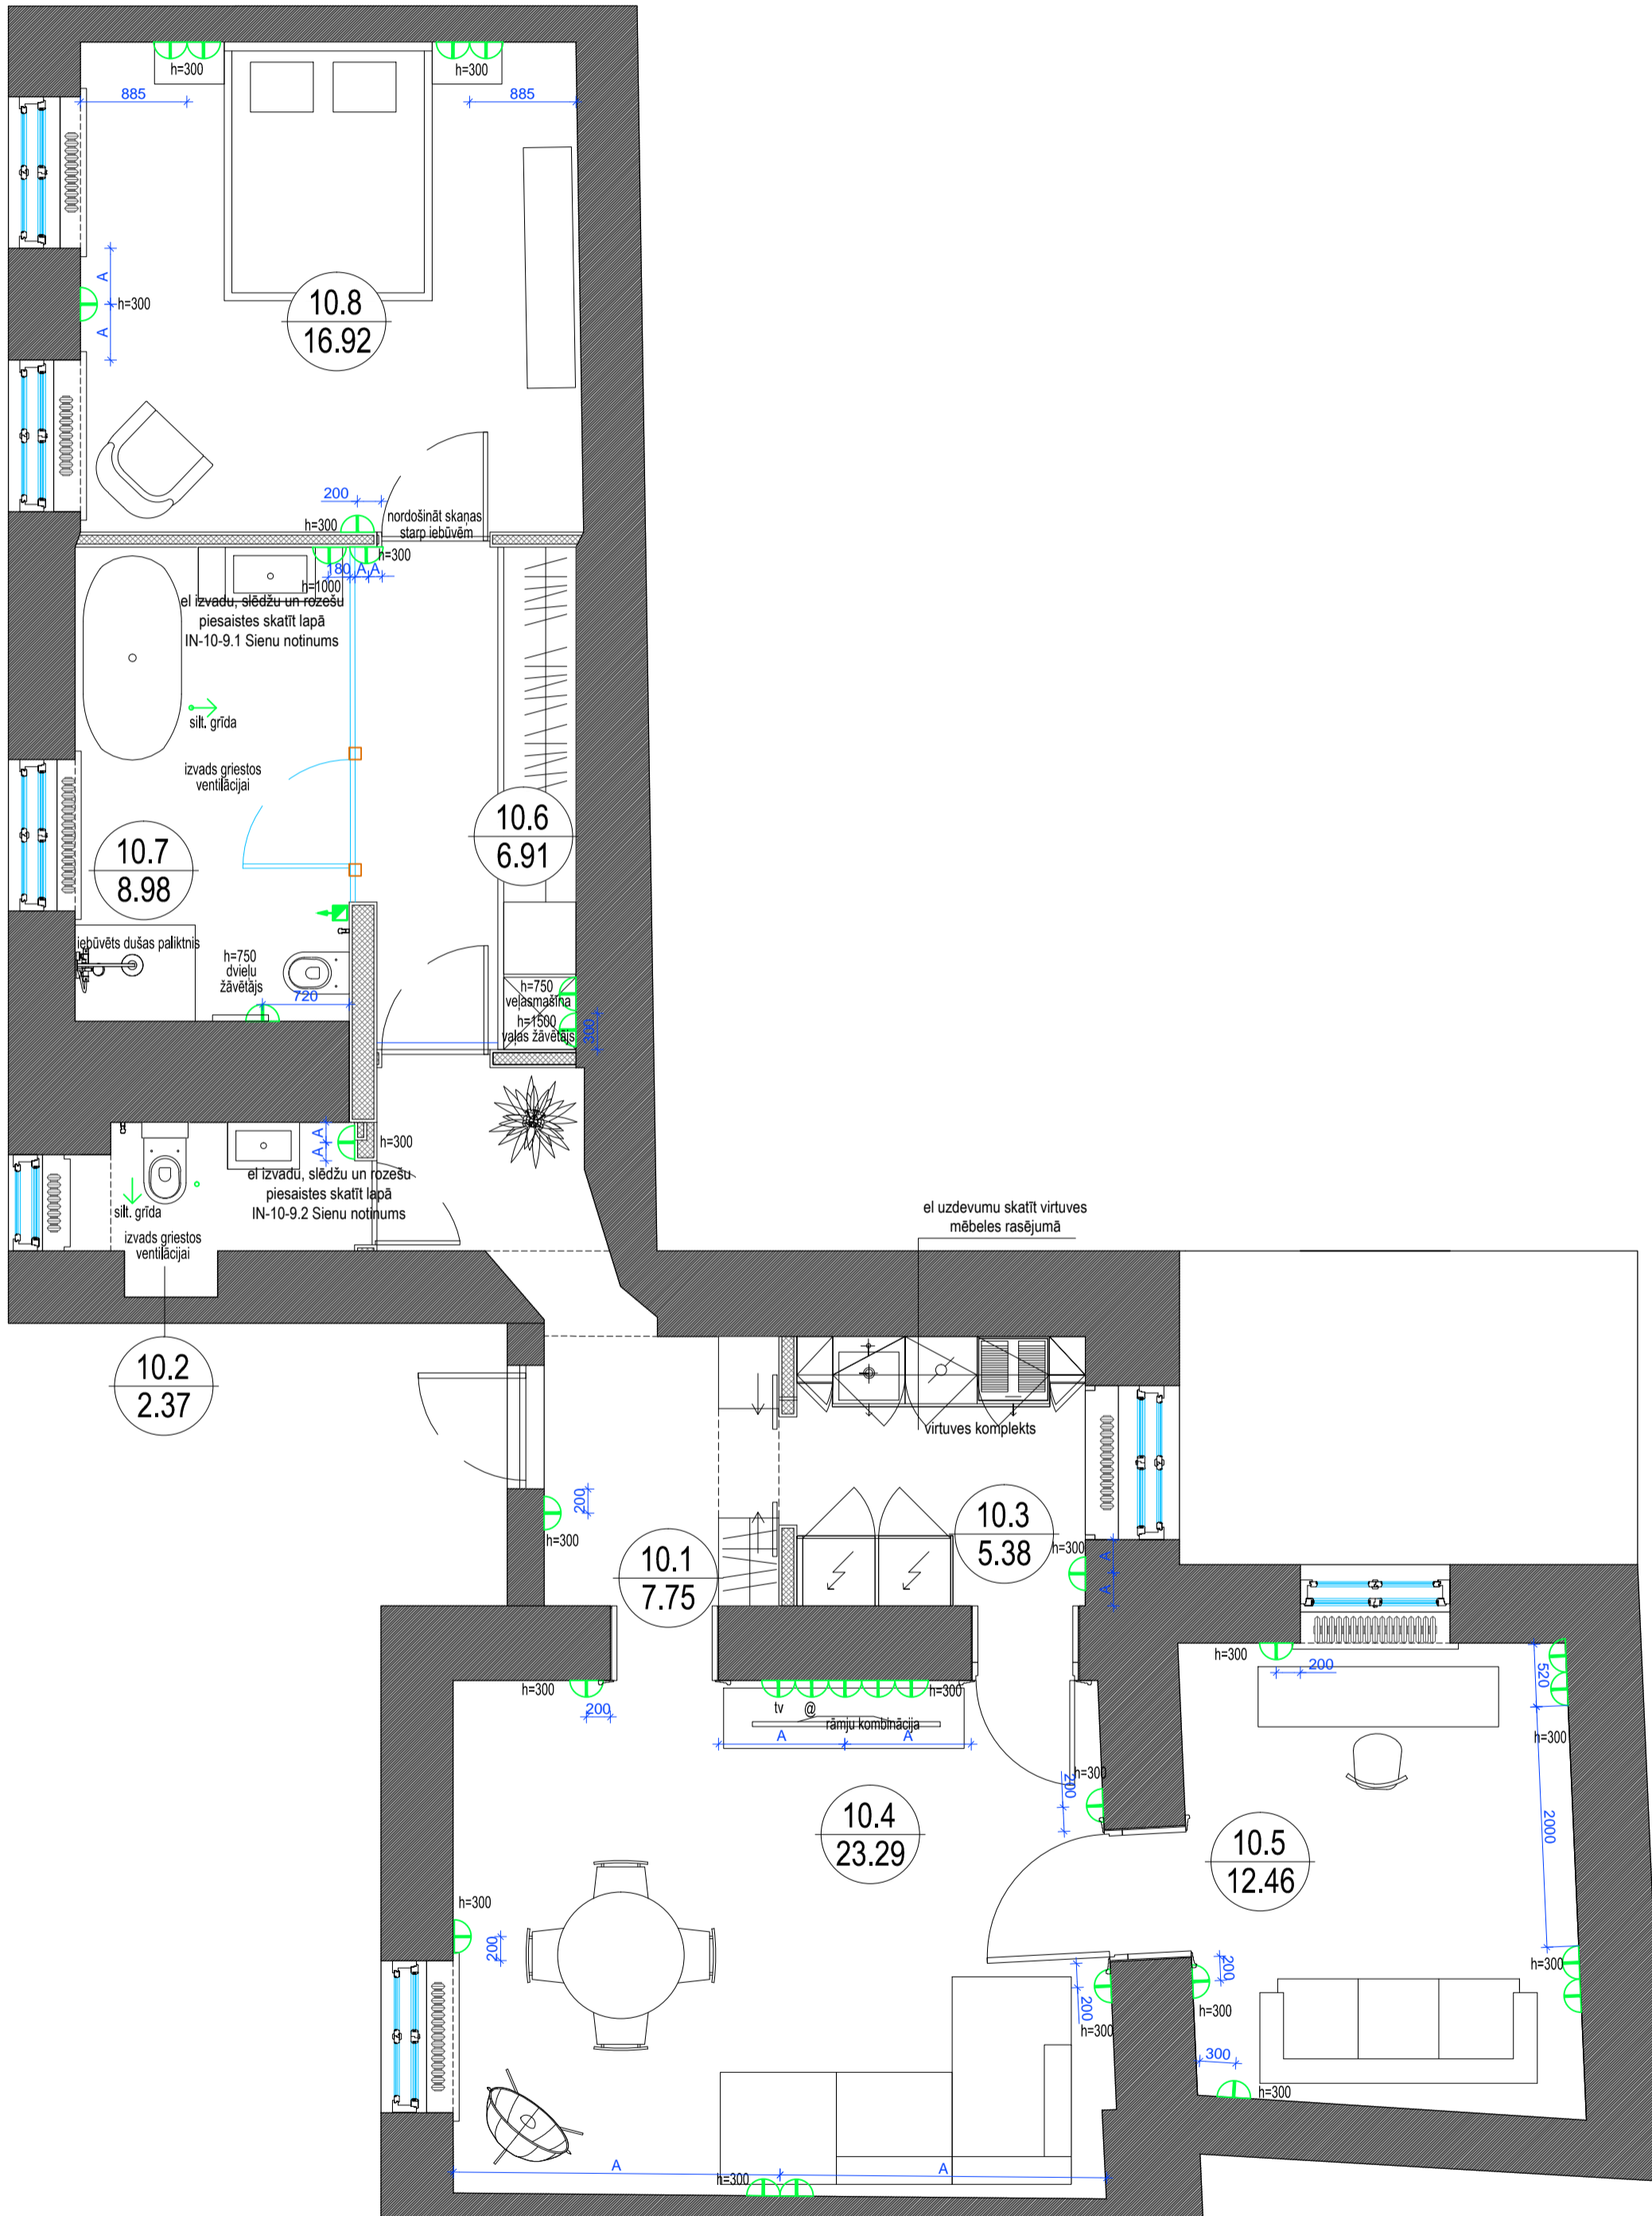 h=300
h=300
885
885
A
h=300
A
10.8
16.92
200
h=300
nordošināt skaņas
starp iebūvēm
h=300
180
A
A
h=1000
el izvadu, slēdžu un rozešu
piesaistes skatīt lapā
IN-10-9.1 Sienu notinums
silt. grīda
izvads griestos
ventilācijai
10.7
8.98
10.6
6.91
iebūvēts dušas paliktnis
h=750
dvieļu
žāvētājs
720
h=750
veļasmašīna
h=1500
vaļas žāvētājs
300
A
A
h=300
el izvadu, slēdžu un rozešu
piesaistes skatīt lapā
IN-10-9.2 Sienu notinums
silt. grīda
izvads griestos
ventilācijai
el uzdevumu skatīt virtuves
mēbeles rasējumā
10.2
2.37
virtuves komplekts
200
h=300
10.1
7.75
10.3
5.38
h=300
A
A
h=300
200
h=300
200
tv
@
rāmju kombinācija
h=300
A
A
520
h=300
h=300
200
10.4
23.29
10.5
12.46
2000
h=300
200
200
h=300
200
h=300
h=300
300
h=300
A
A
h=300